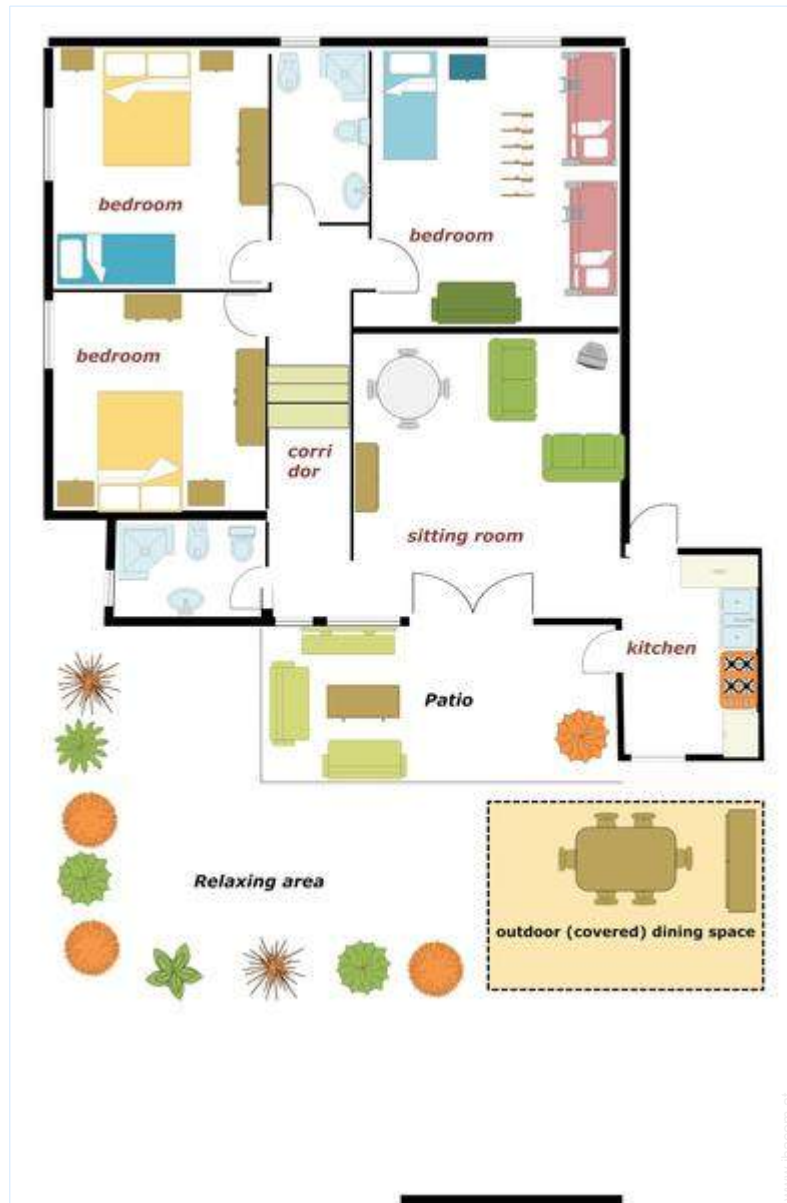 bedroom
bedroom
bedroom
corri
dor
sitting room
kitchen
Patio
Relaxing area
outdoor (covered) dining space